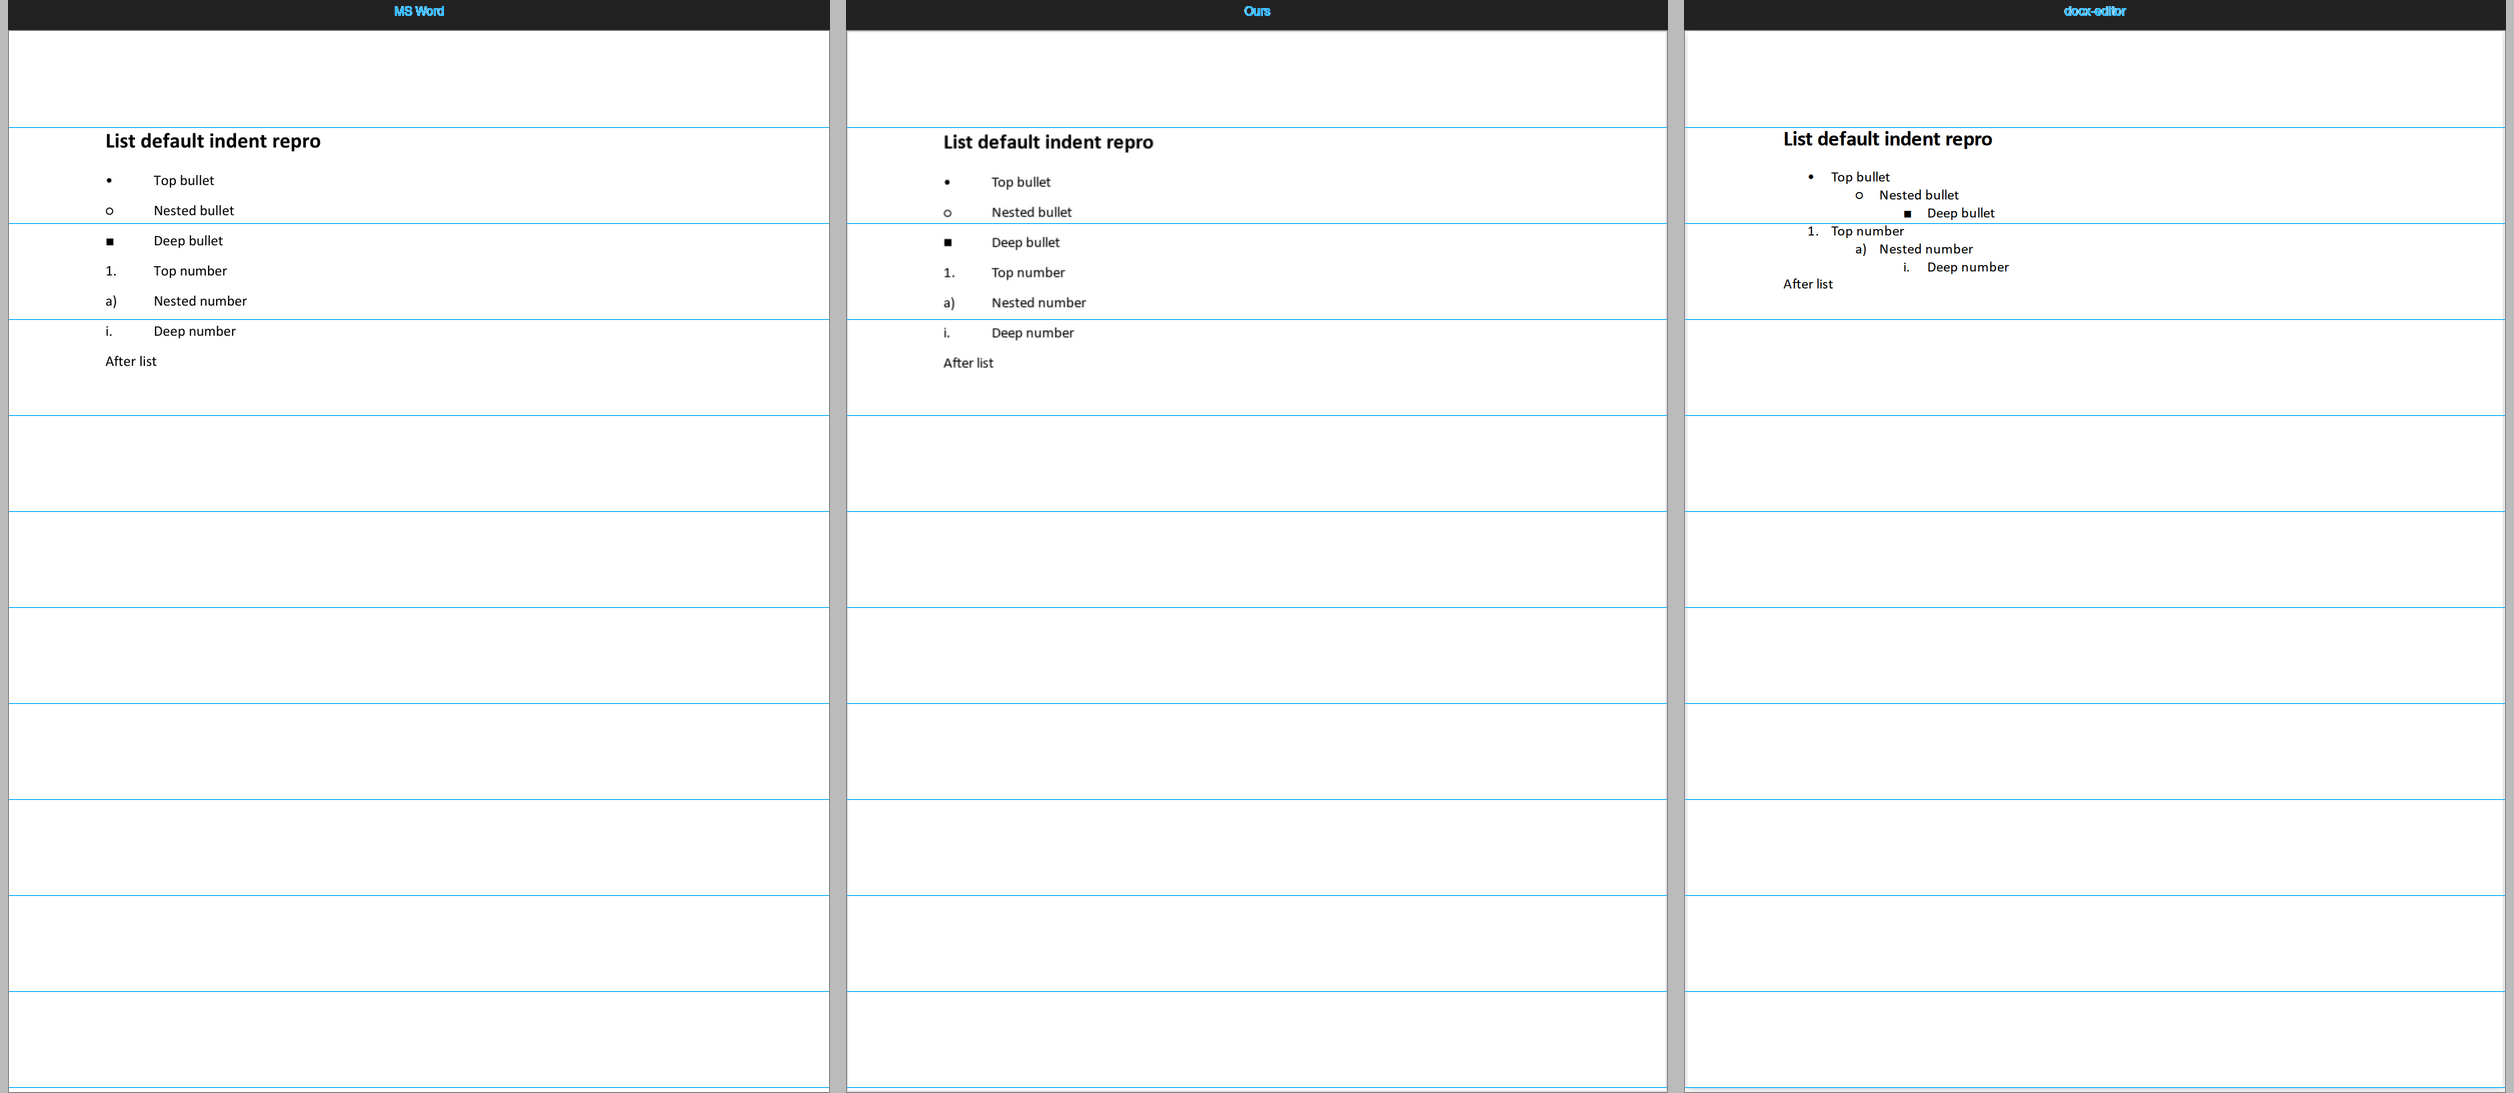 MS Word
List default indent repro
• Top bullet
o Nested bullet
■ Deep bullet
1. Top number
a) Nested number
i. Deep number
After list
Ours
List default indent repro
• Top bullet
o Nested bullet
■ Deep bullet
1. Top number
a) Nested number
i. Deep number
After list
docx-editor
List default indent repro
• Top bullet
o Nested bullet
■ Deep bullet
1. Top number
a) Nested number
i. Deep number
After list